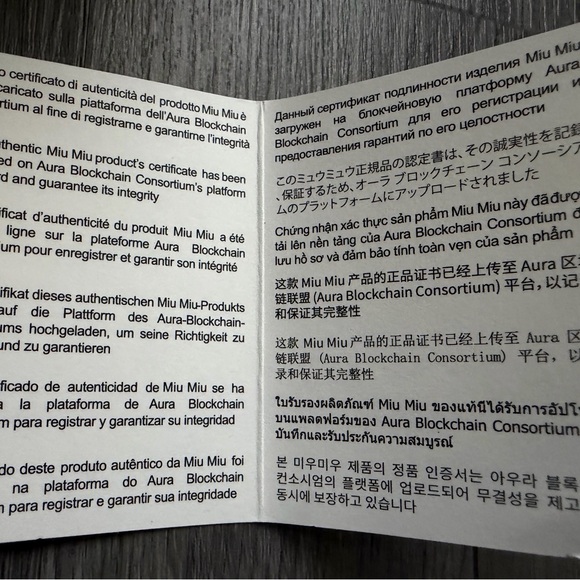 certificato di autenticità del prodotto Miu Miu è
caricato sulla piattaforma dell'Aura Blockchain
rtium al fine di registrarne e garantirne l'integrità
thentic Miu Miu product's certificate has been
ed on Aura Blockchain Consortium's platform
rd and guarantee its integrity
ificat d'authenticité du produit Miu Miu a été
ligne sur la plateforme Aura Blockchain
ium pour enregistrer et garantir son intégrité
ifikat dieses authentischen Miu Miu-Produkts
auf die Plattform des Aura-Blockchain-
ums hochgeladen, um seine Richtigkeit zu
und zu garantieren
ificado de autenticidad de Miu Miu se ha
a la plataforma de Aura Blockchain
m para registrar y garantizar su integridad
do deste produto autêntico da Miu Miu foi
na plataforma do Aura Blockchain
m para registrar e garantir sua integridade
Данный сертификат подлинности изделия Miu Miu
загружен на блокчейновую платформу Aura
Blockchain Consortium для его регистрации и
предоставления гарантий по его целостности
このミュウミュウ正規品の認定書は、その誠実性を記録
、保証するため、オーラ ブロックチェーン コンソーシア
ムのプラットフォームにアップロードされました
Chứng nhận xác thực sản phẩm Miu Miu này đã được
tải lên nền tảng của Aura Blockchain Consortium
lưu hồ sơ và đảm bảo tính toàn vẹn của sản phẩm
这款 Miu Miu 产品的正品证书已经上传至 Aura 区
链联盟 (Aura Blockchain Consortium) 平台，以记
和保证其完整性
这款 Miu Miu 产品的正品证书已经上传至 Aura 区
链联盟 (Aura Blockchain Consortium) 平台，以
录和保证其完整性
ใบรับรองผลิตภัณฑ์ Miu Miu ของแท้นี้ได้รับการอัปโ
บนแพลตฟอร์มของ Aura Blockchain Consortium
บันทึกและรับประกันความสมบูรณ์
본 미우미우 제품의 정품 인증서는 아우라 블록
컨소시엄의 플랫폼에 업로드되어 무결성을 제고
동시에 보장하고 있습니다